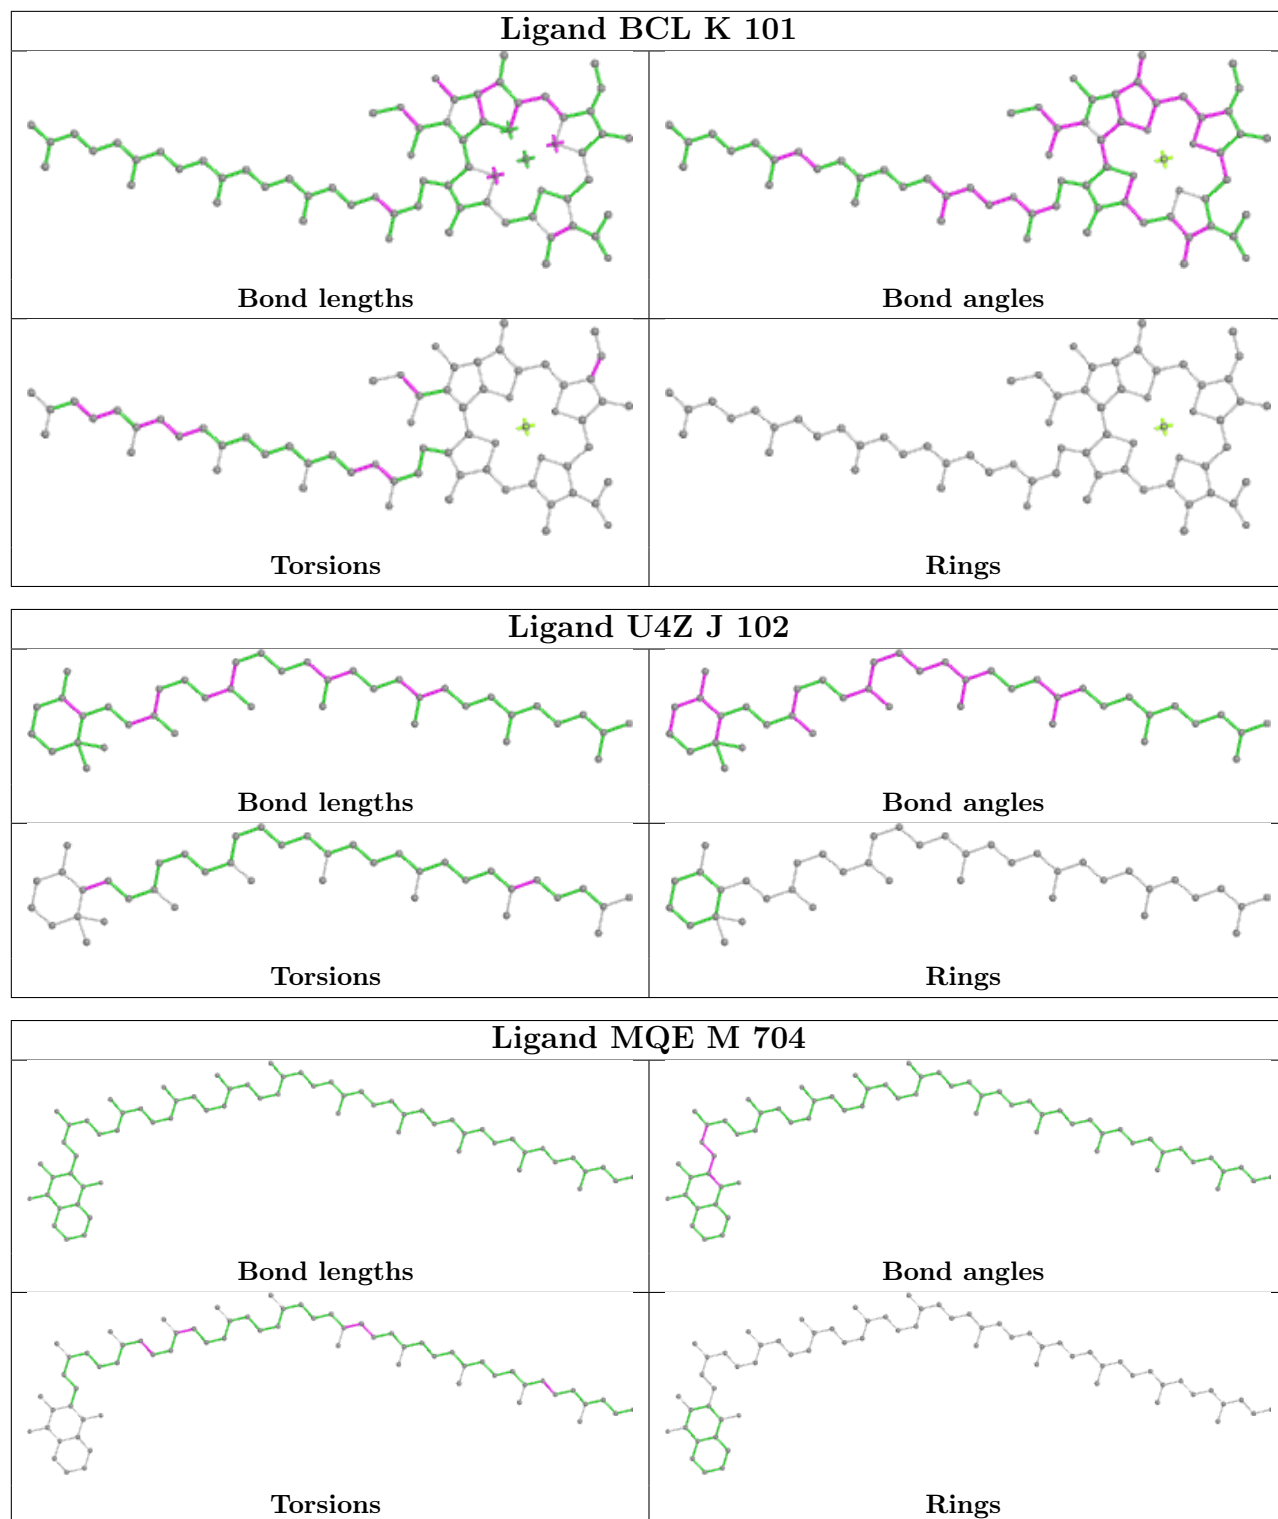 Ligand BCL K 101
Bond lengths
Bond angles
Torsions
Rings
Ligand U4Z J 102
Bond lengths
Bond angles
Torsions
Rings
Ligand MQE M 704
Bond lengths
Bond angles
Torsions
Rings